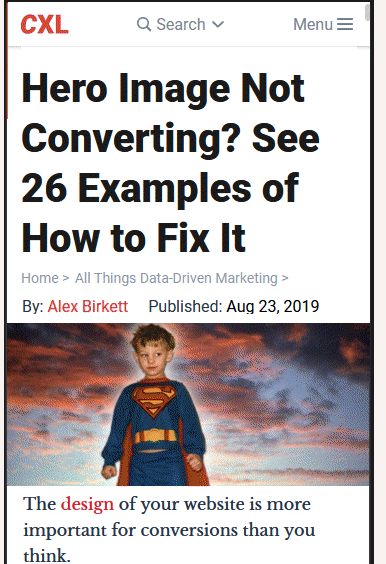 CXL Search Menu
Hero Image Not
Converting? See
26 Examples of
How to Fix It
Home > All Things Data-Driven Marketing >
By: Alex Birkett Published: Aug 23, 2019
The design of your website is more
important for conversions than you
think.